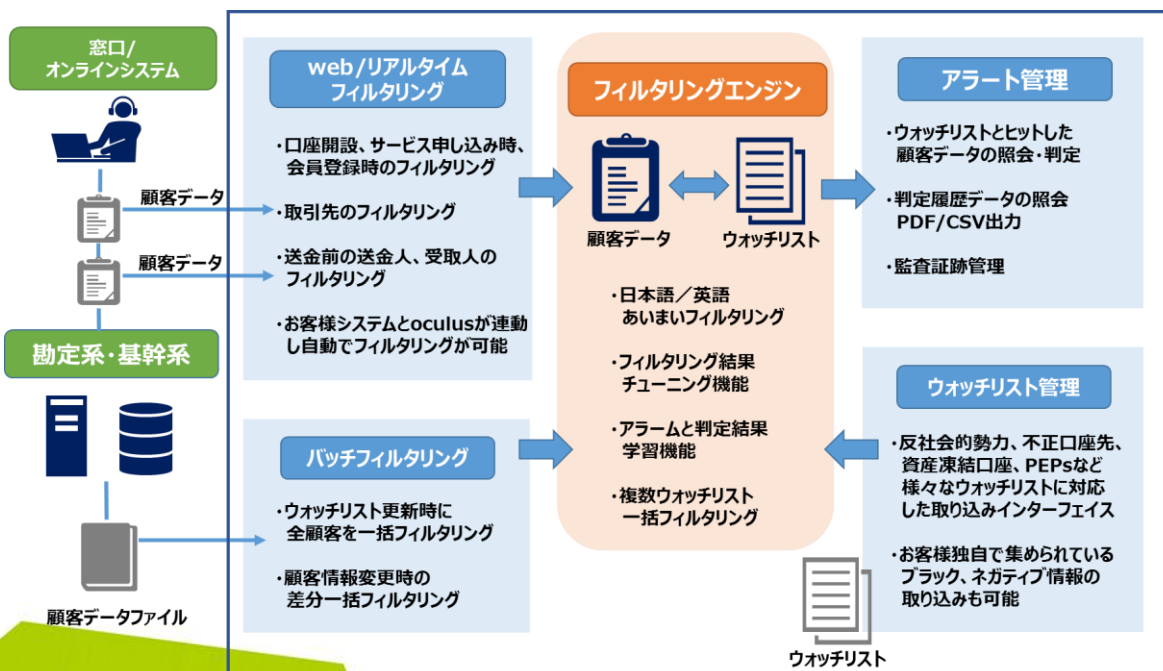 窓口/
オンラインシステム
顧客データ
顧客データ
勘定系・基幹系
顧客データファイル
web/リアルタイム
フィルタリング
・口座開設、サービス申し込み時、
会員登録時のフィルタリング
・取引先のフィルタリング
・送金前の送金人、受取人の
フィルタリング
・お客様システムとoculusが連動
し自動でフィルタリングが可能
バッチフィルタリング
・ウォッチリスト更新時に
全顧客を一括フィルタリング
・顧客情報変更時の
差分一括フィルタリング
フィルタリングエンジン
顧客データ
ウォッチリスト
・日本語／英語
あいまいフィルタリング
・フィルタリング結果
チューニング機能
・アラームと判定結果
学習機能
・複数ウォッチリスト
一括フィルタリング
アラート管理
・ウォッチリストとヒットした
顧客データの照会・判定
・判定履歴データの照会
PDF/CSV出力
・監査証跡管理
ウォッチリスト管理
・反社会的勢力、不正口座先、
資産凍結口座、PEPsなど
様々なウォッチリストに対応
した取り込みインターフェイス
・お客様独自で集められている
ブラック、ネガティブ情報の
取り込みも可能
ウォッチリスト